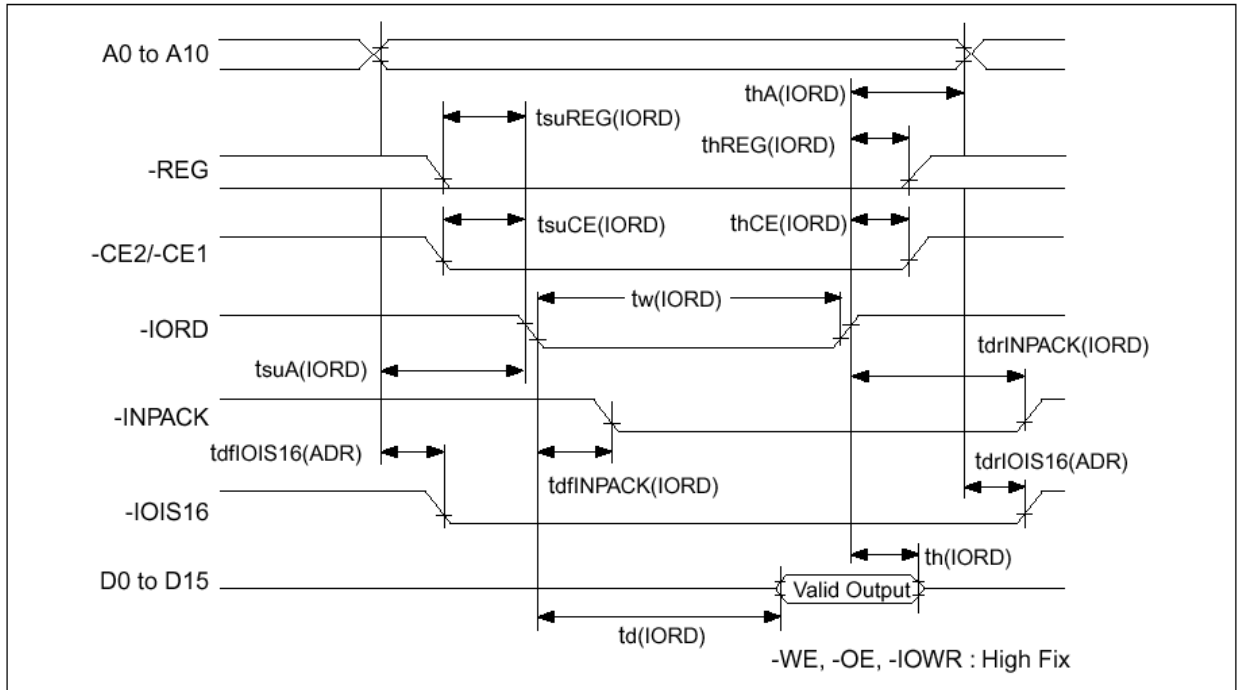 A0 to A10
thA(IORD)
tsuREG(IORD)
thREG(IORD)
-REG
tsuCE(IORD)
thCE(IORD)
-CE2/-CE1
tw(IORD)
-IORD
tdrINPACK(IORD)
tsuA(IORD)
-INPACK
tdfIOIS16(ADR)
tdfINPACK(IORD)
tdrIOIS16(ADR)
-IOIS16
th(IORD)
D0 to D15
Valid Output
td(IORD)
-WE, -OE, -IOWR : High Fix